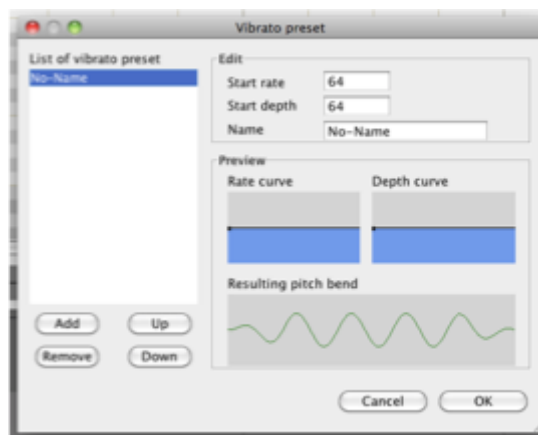 Vibrato preset
List of vibrato preset
No-Name
Add
Up
Remove
Down
Edit
Start rate
64
Start depth
64
Name
No-Name
Preview
Rate curve
Depth curve
Resulting pitch bend
Cancel
OK